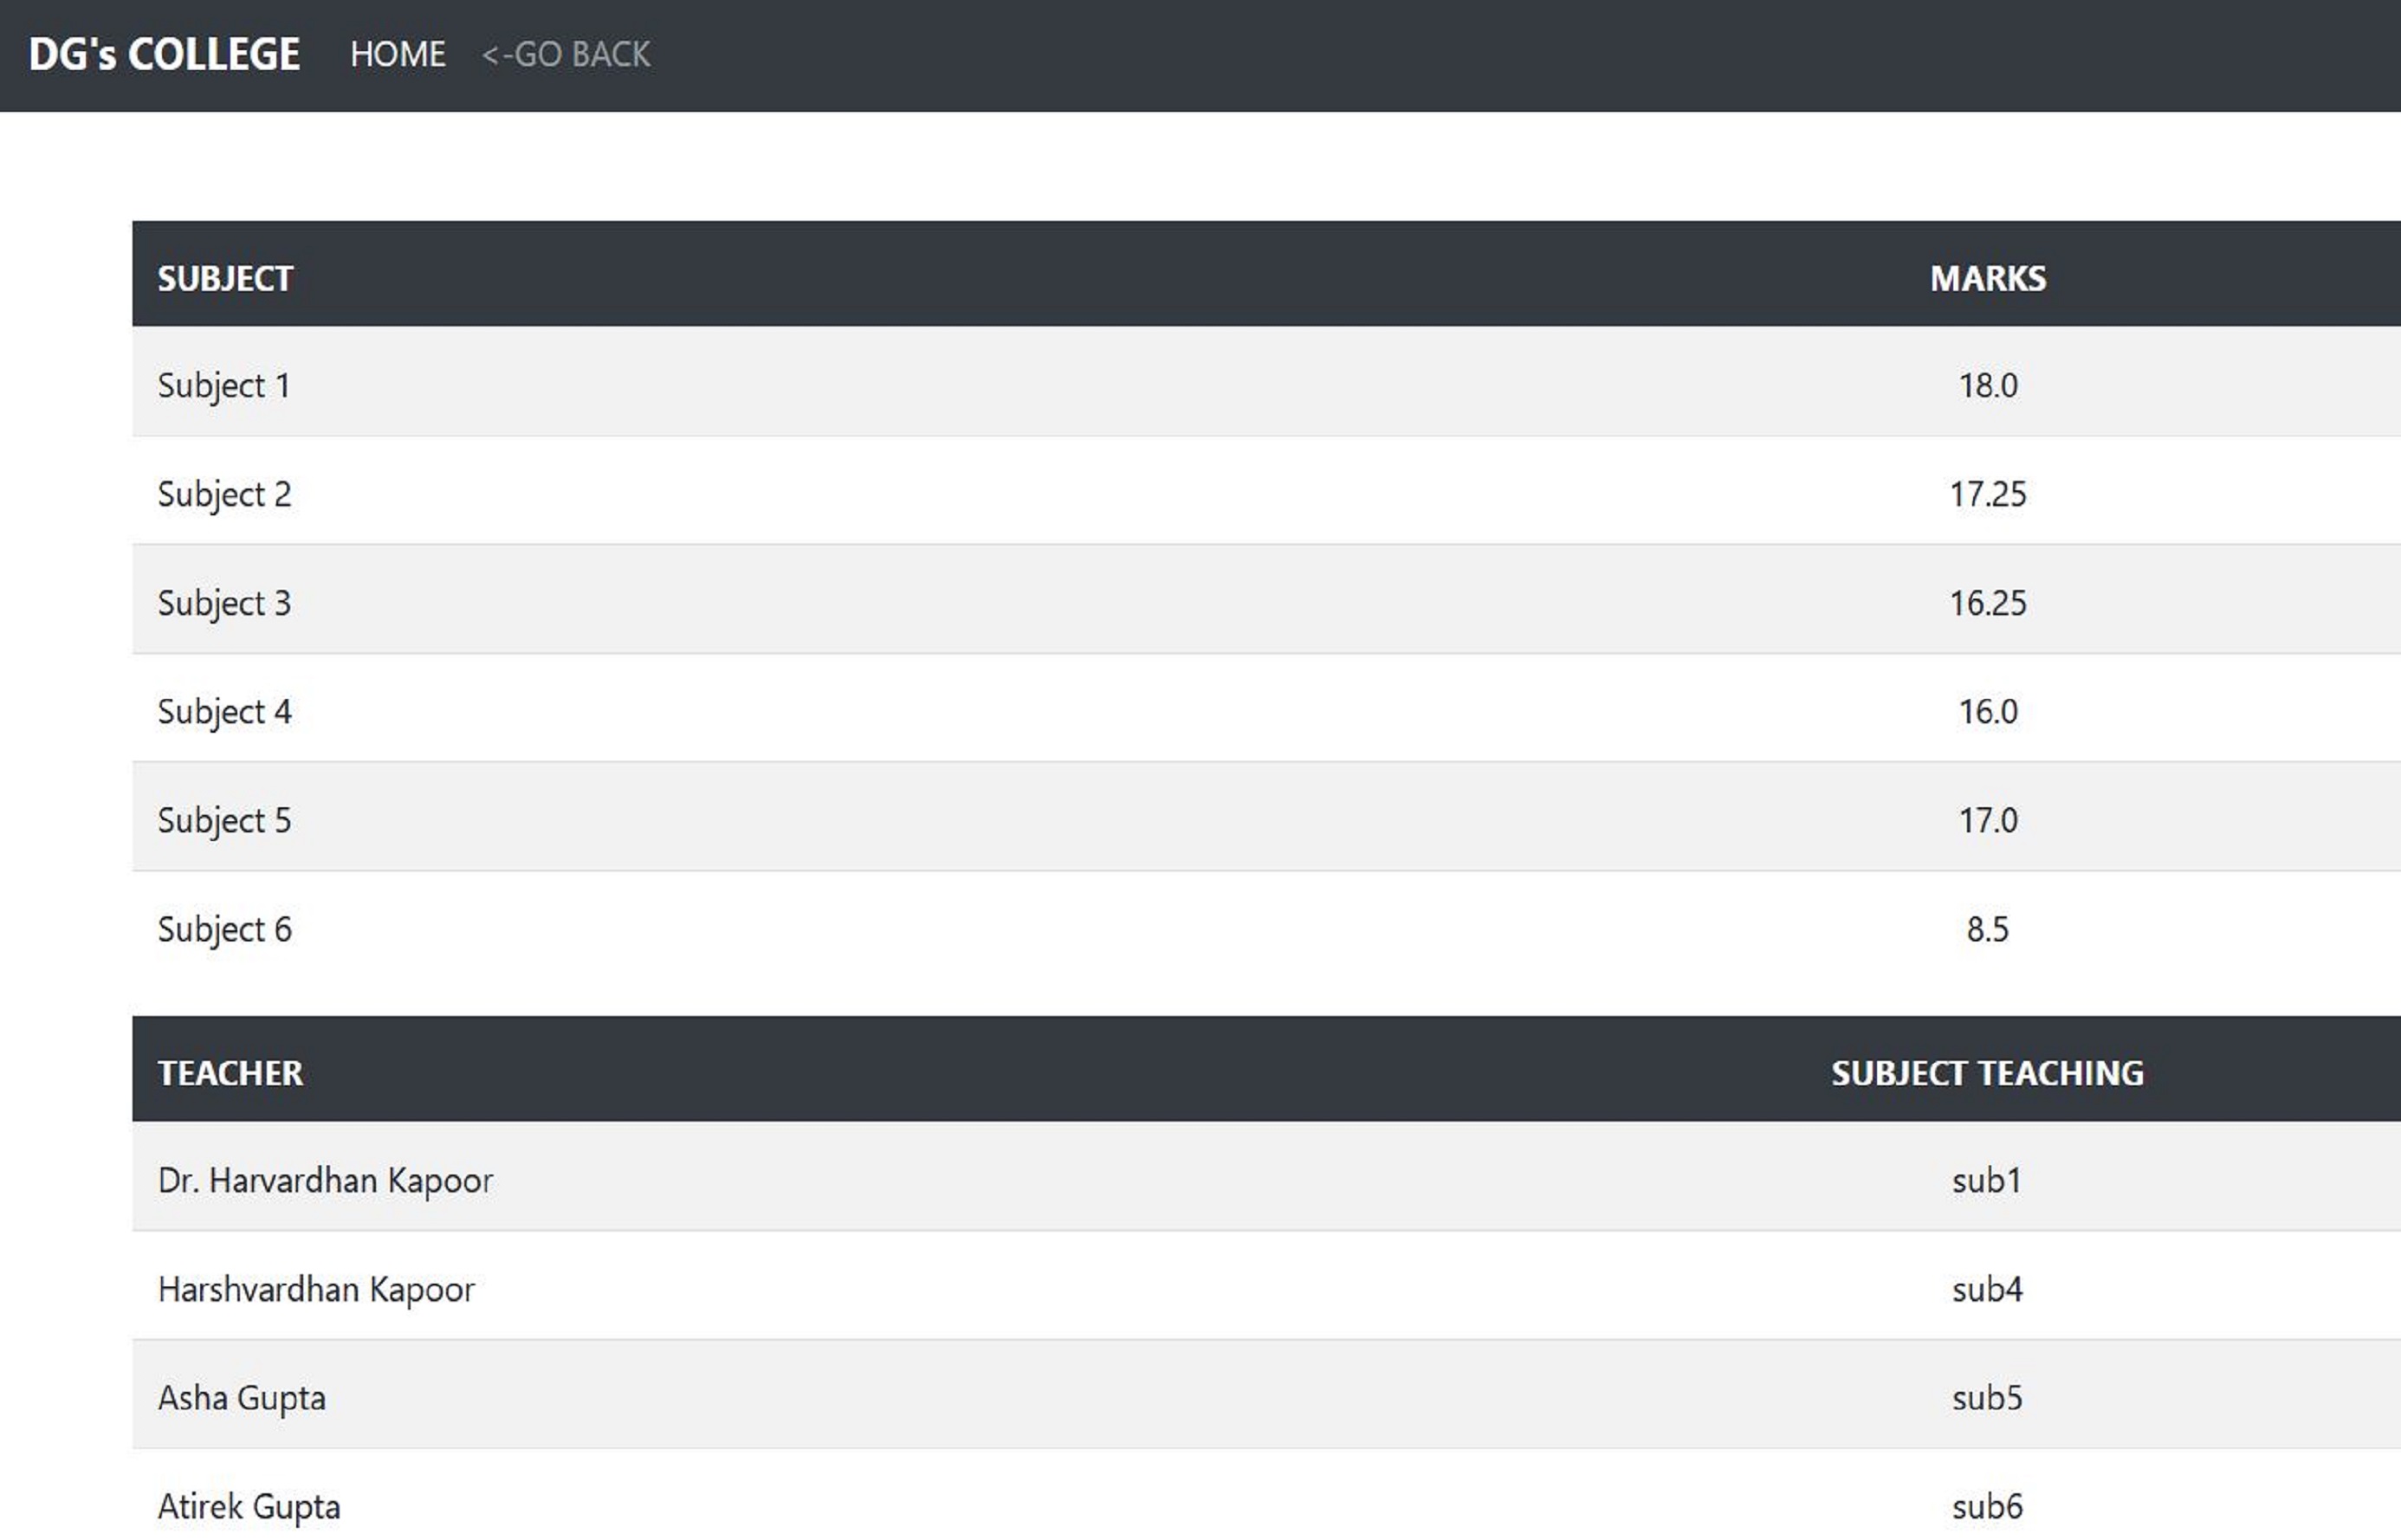 DG's COLLEGE HOME <-GO BACK
SUBJECT MARKS
Subject 1 18.0
Subject 2 17.25
Subject 3 16.25
Subject 4 16.0
Subject 5 17.0
Subject 6 8.5
TEACHER SUBJECT TEACHING
Dr. Harvardhan Kapoor sub1
Harshvardhan Kapoor sub4
Asha Gupta sub5
Atirek Gupta sub6